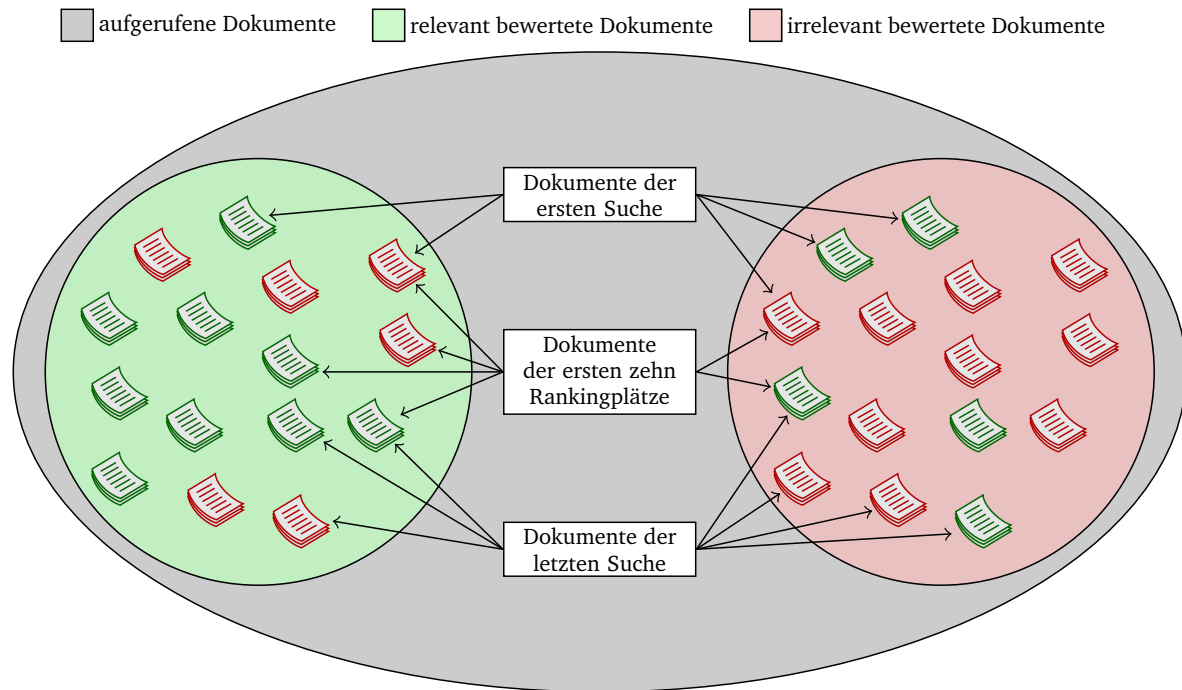 aufgerufene Dokumente
relevant bewertete Dokumente
irrelevant bewertete Dokumente
Dokumente der
ersten Suche
Dokumente
der ersten zehn
Rankingplätze
Dokumente der
letzten Suche